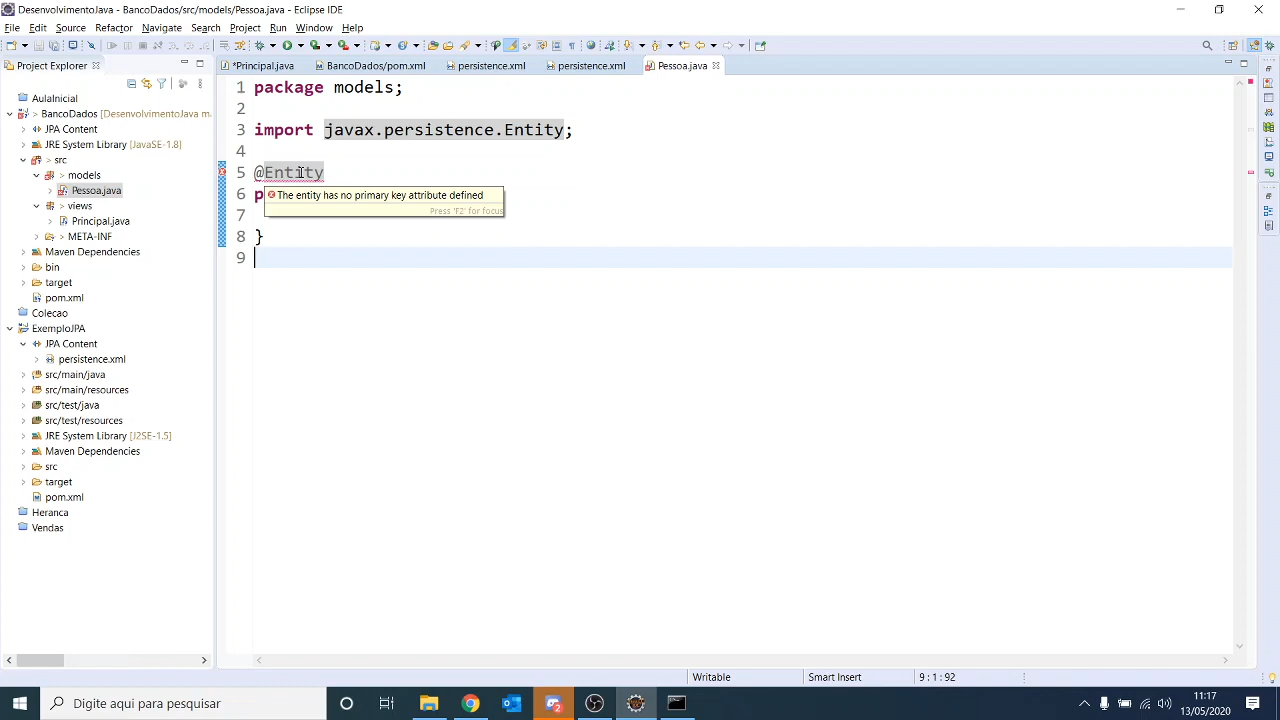 DesenvolvimentoJava - BancoDados/src/models/Pessoa.java - Eclipse IDE
File Edit Source Refactor Navigate Search Project Run Window Help
Project Explorer
*Principal.java
BancoDados/pom.xml
persistence.xml
persistence.xml
Pessoa.java
AulaInicial
> BancoDados [DesenvolvimentoJava m
JPA Content
JRE System Library [JavaSE-1.8]
> src
> models
Pessoa.java
> views
> Principal.java
> META-INF
Maven Dependencies
bin
target
pom.xml
Colecao
ExemploJPA
JPA Content
persistence.xml
src/main/java
src/main/resources
src/test/java
src/test/resources
JRE System Library [J2SE-1.5]
Maven Dependencies
src
target
pom.xml
Heranca
Vendas
1 package models;
2
3 import javax.persistence.Entity;
4
5 @Entity
The entity has no primary key attribute defined
Press 'F2' for focus
6 p
7
8 }
9
Writable
Smart Insert
9 : 1 : 92
Digite aqui para pesquisar
11:17
13/05/2020